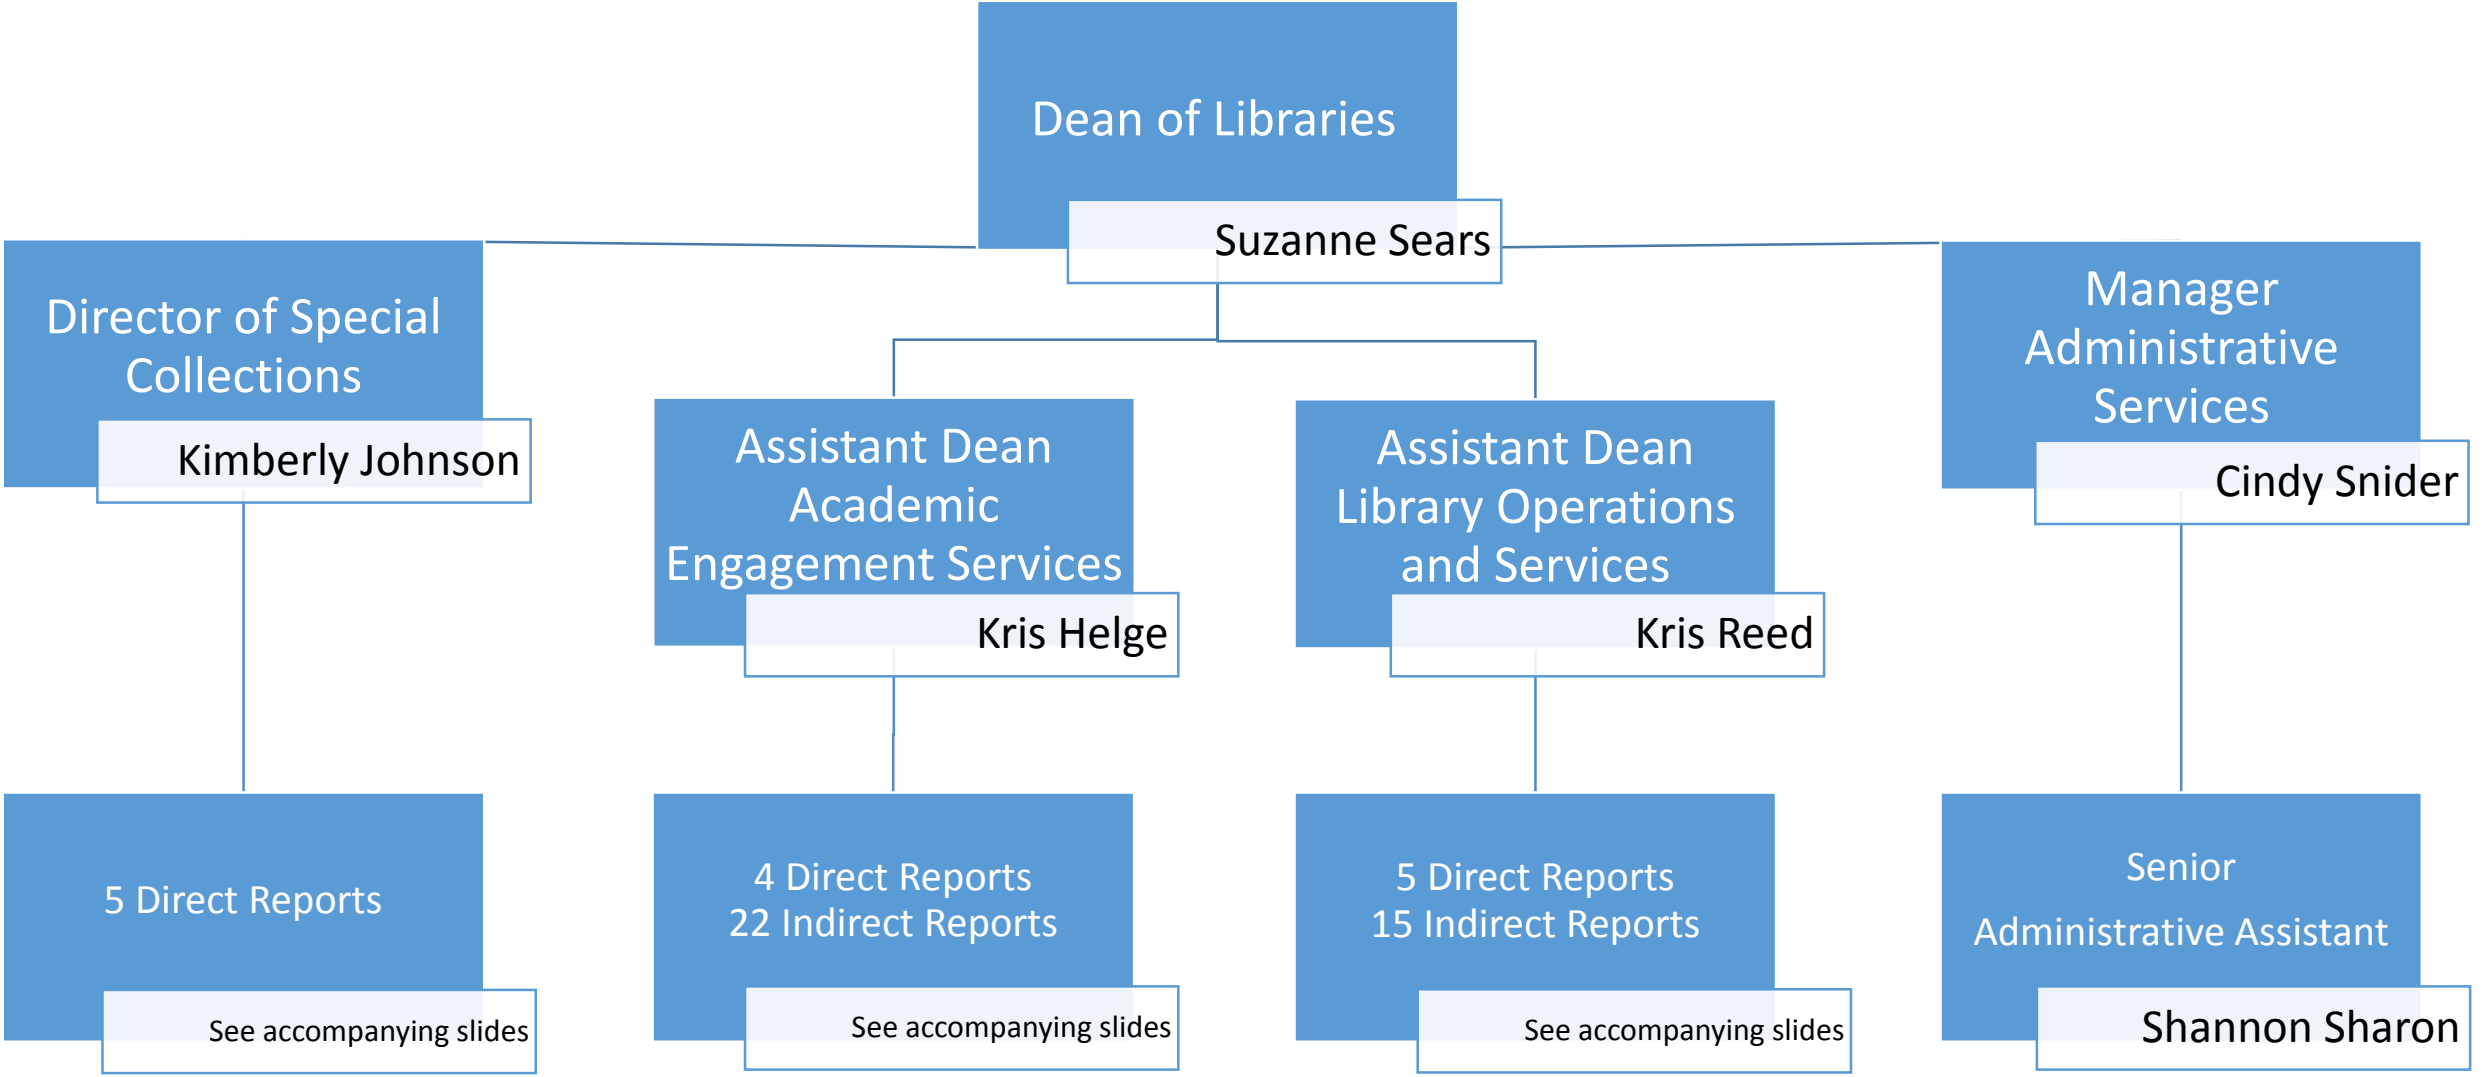 Dean of Libraries
Suzanne Sears
Director of Special
Collections
Kimberly Johnson
Assistant Dean
Academic
Engagement Services
Kris Helge
Assistant Dean
Library Operations
and Services
Kris Reed
Manager
Administrative
Services
Cindy Snider
5 Direct Reports
See accompanying slides
4 Direct Reports
22 Indirect Reports
See accompanying slides
5 Direct Reports
15 Indirect Reports
See accompanying slides
Senior
Administrative Assistant
Shannon Sharon